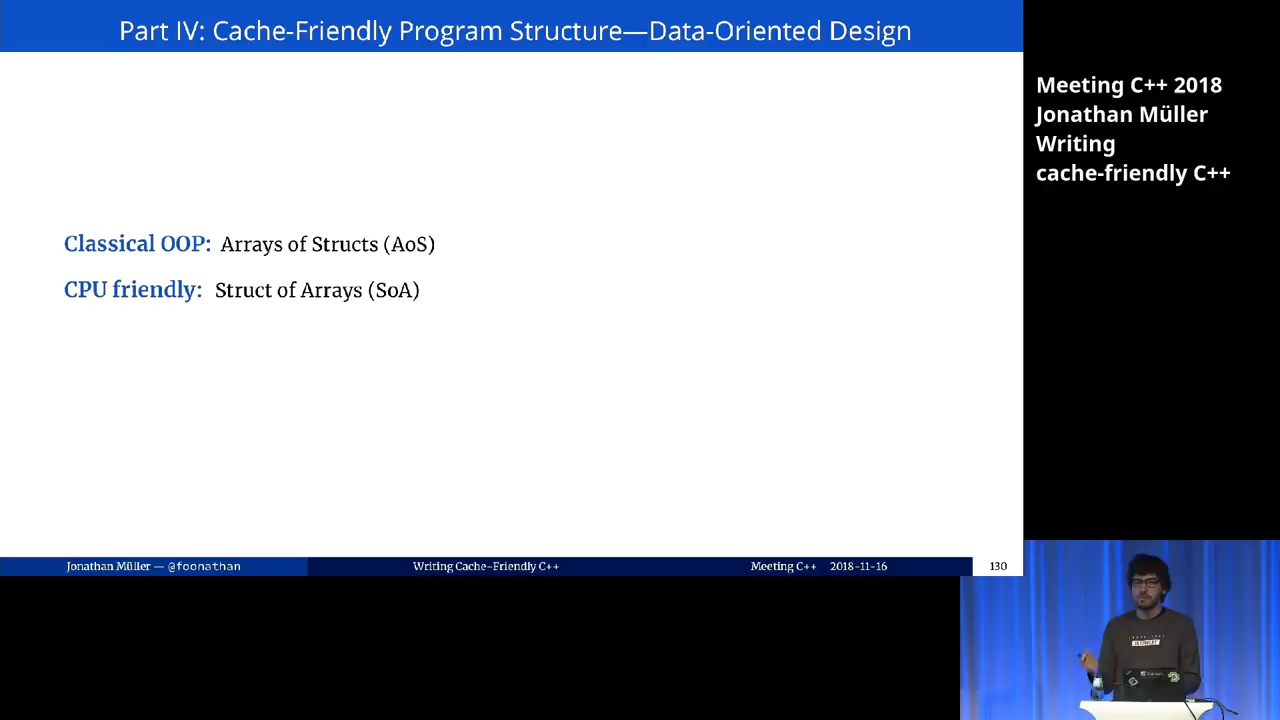 Part IV: Cache-Friendly Program Structure—Data-Oriented Design
Meeting C++ 2018
Jonathan Müller
Writing
cache-friendly C++
Classical OOP: Arrays of Structs (AoS)
CPU friendly: Struct of Arrays (SoA)
Jonathan Müller — @foonathan
Writing Cache-Friendly C++
Meeting C++ 2018-11-16
130